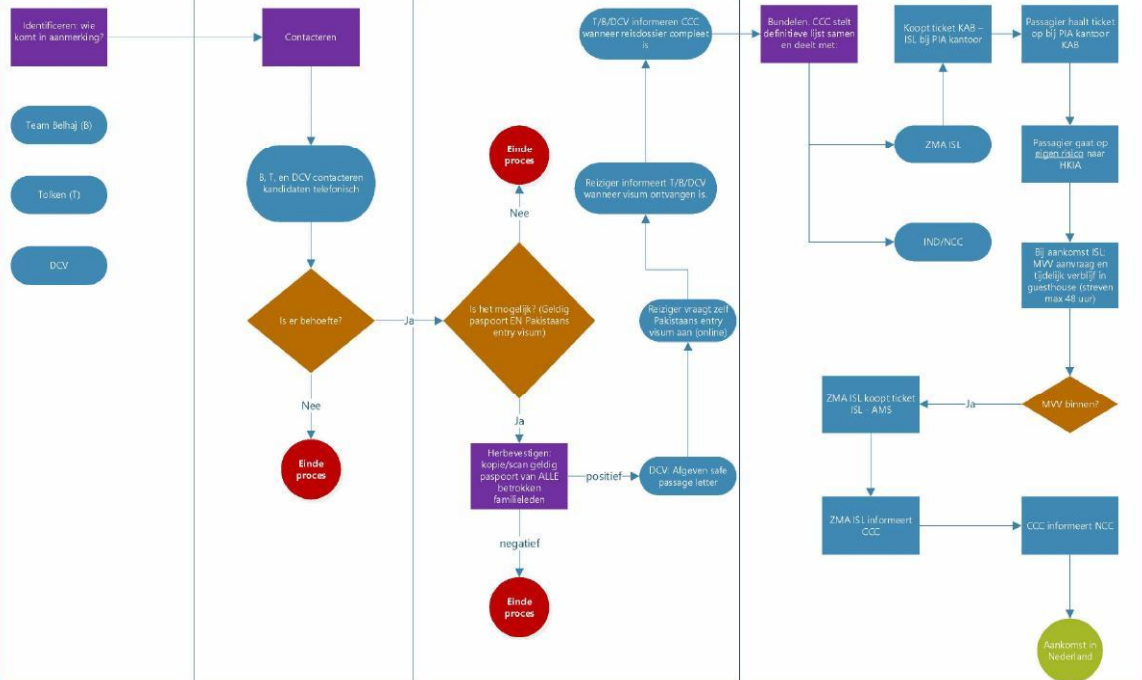 Identificeren: wie
komt in aanmerking?
Team Belhaj (B)
Tolken (T)
DCV
Contacteren
B, T, en DCV contacteren
kandidaten telefonisch
Is er behoefte?
Ja
Nee
Einde
proces
Einde
proces
Nee
Is het mogelijk? (Geldig
paspoort EN Pakistaans
entry visum)
Ja
Herbevestigen:
kopie/scan geldig
paspoort van ALLE
betrokken
familieleden
positief
negatief
Einde
proces
DCV: Afgeven safe
passage letter
Reiziger vraagt zelf
Pakistaans entry
visum aan (online)
Reiziger informeert T/B/DCV
wanneer visum ontvangen is.
T/B/DCV informeren CCC
wanneer reisdossier compleet
is
Bundelen. CCC stelt
definitieve lijst samen
en deelt met:
ZMA ISL
IND/NCC
Koopt ticket KAB –
ISL bij PIA kantoor
Passagier haalt ticket
op bij PIA kantoor
KAB
Passagier gaat op
eigen risico naar
HKIA
Bij aankomst ISL:
MVV aanvraag en
tijdelijk verblijf in
guesthouse (streven
max 48 uur)
MVV binnen?
Ja
ZMA ISL koopt ticket
ISL - AMS
ZMA ISL informeert
CCC
CCC informeert NCC
Aankomst in
Nederland